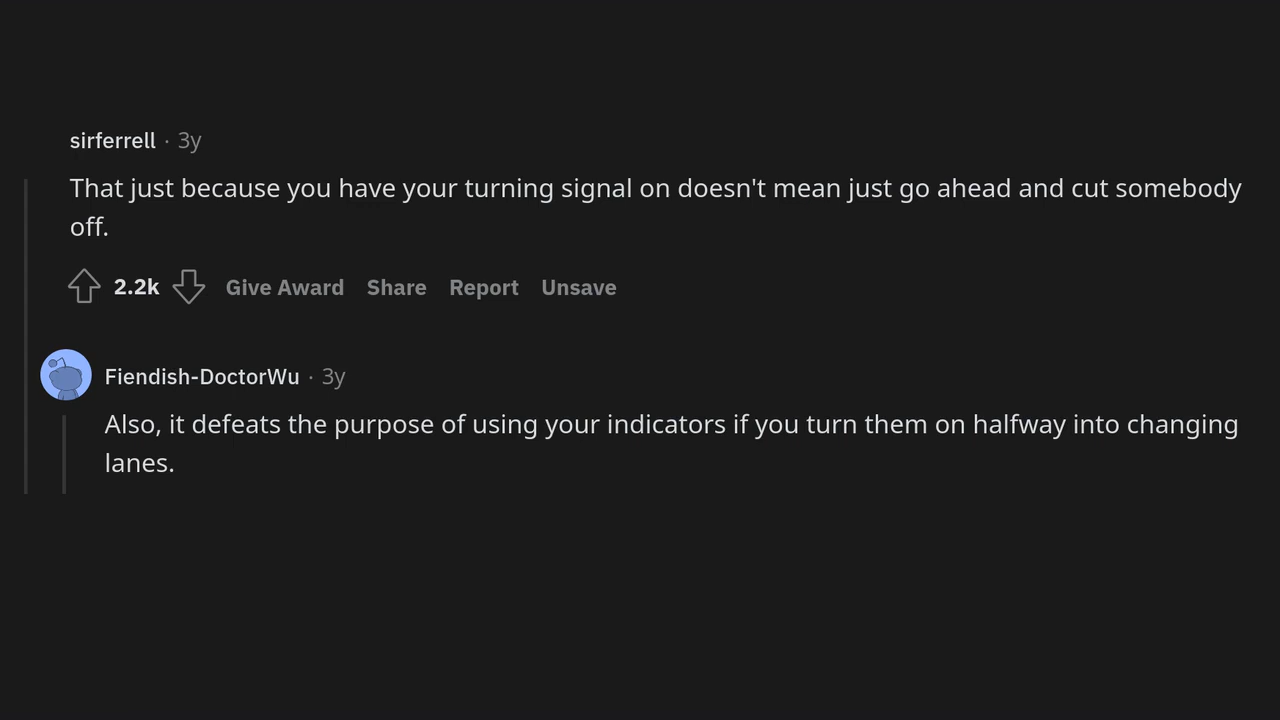 sirferrell · 3y
That just because you have your turning signal on doesn't mean just go ahead and cut somebody
off.
2.2k Give Award Share Report Unsave
Fiendish-DoctorWu · 3y
Also, it defeats the purpose of using your indicators if you turn them on halfway into changing
lanes.